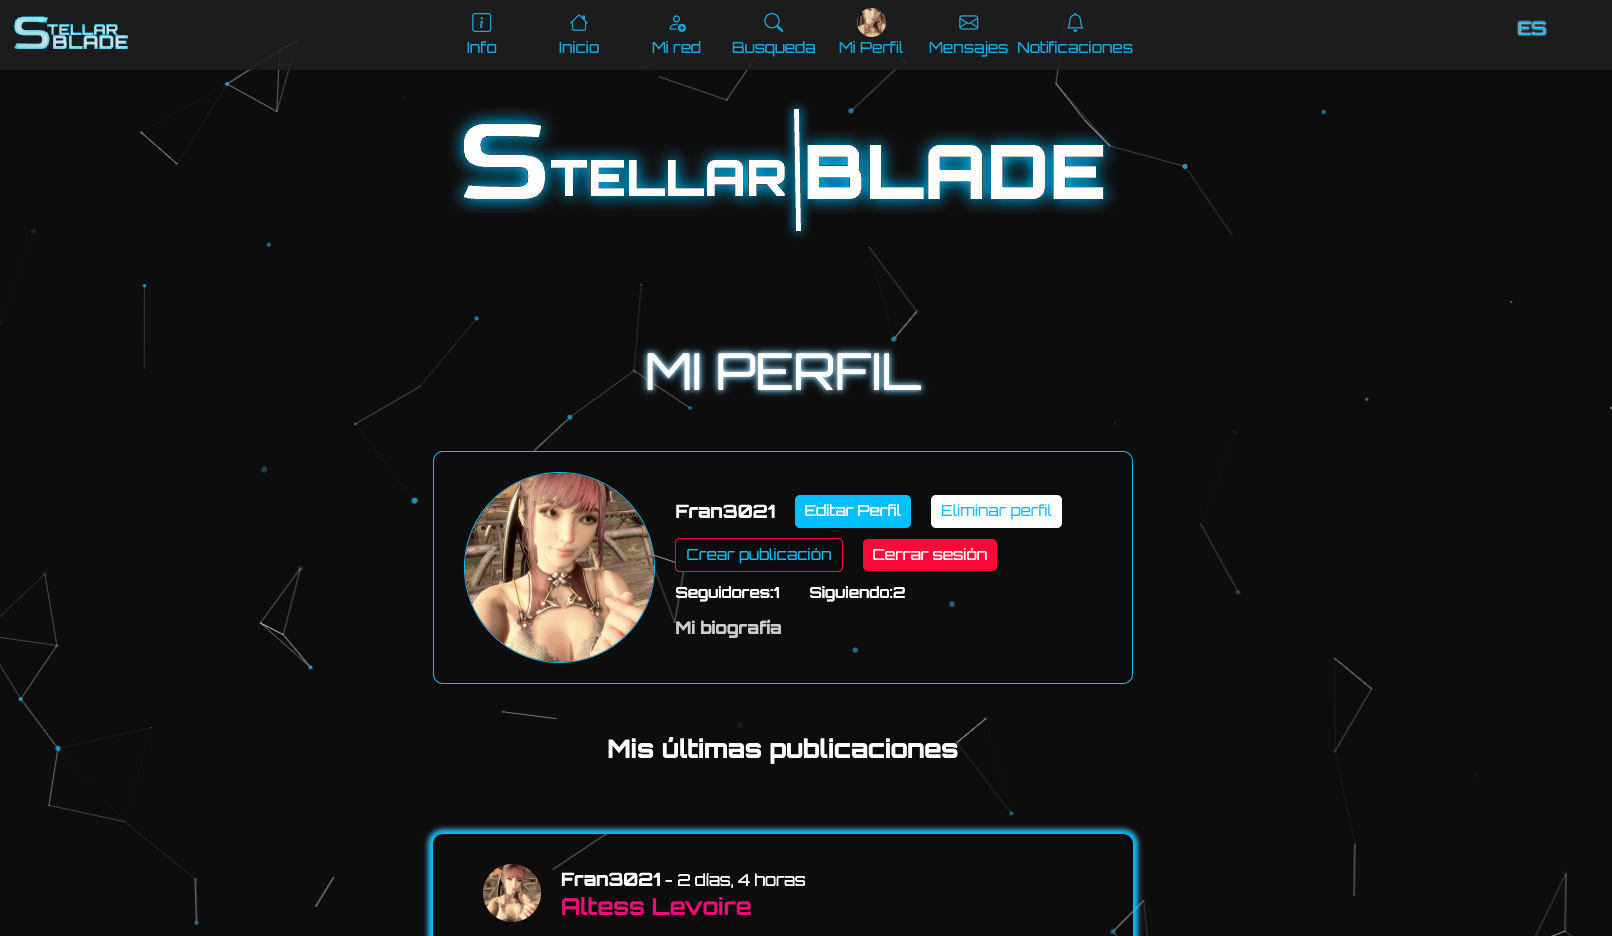 STELLAR
BLADE
Info
Inicio
Mi red
Busqueda
Mi Perfil
Mensajes
Notificaciones
ES
STELLAR BLADE
MI PERFIL
Fran3021
Editar Perfil
Eliminar perfil
Crear publicación
Cerrar sesión
Seguidores:1
Siguiendo:2
Mi biografía
Mis últimas publicaciones
Fran3021 - 2 días, 4 horas
Altess Levoire